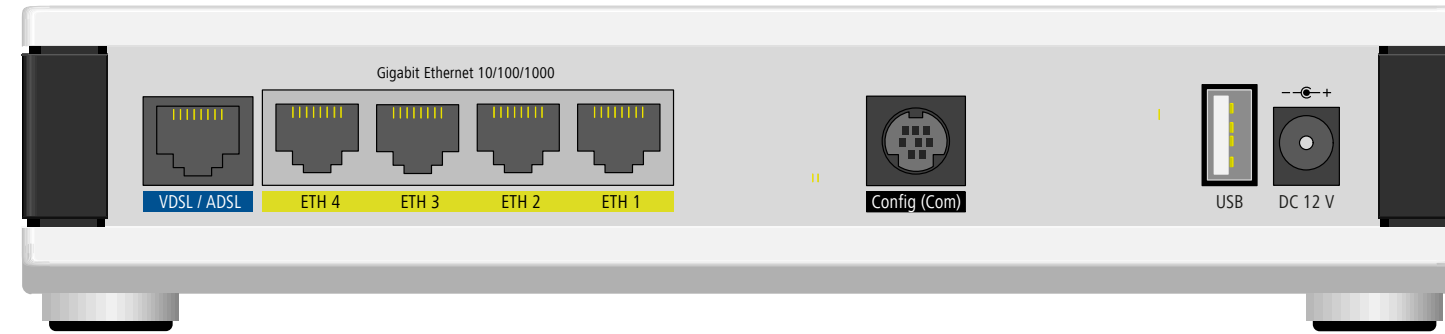 Gigabit Ethernet 10/100/1000
VDSL / ADSL
ETH 4
ETH 3
ETH 2
ETH 1
Config (Com)
USB
DC 12 V